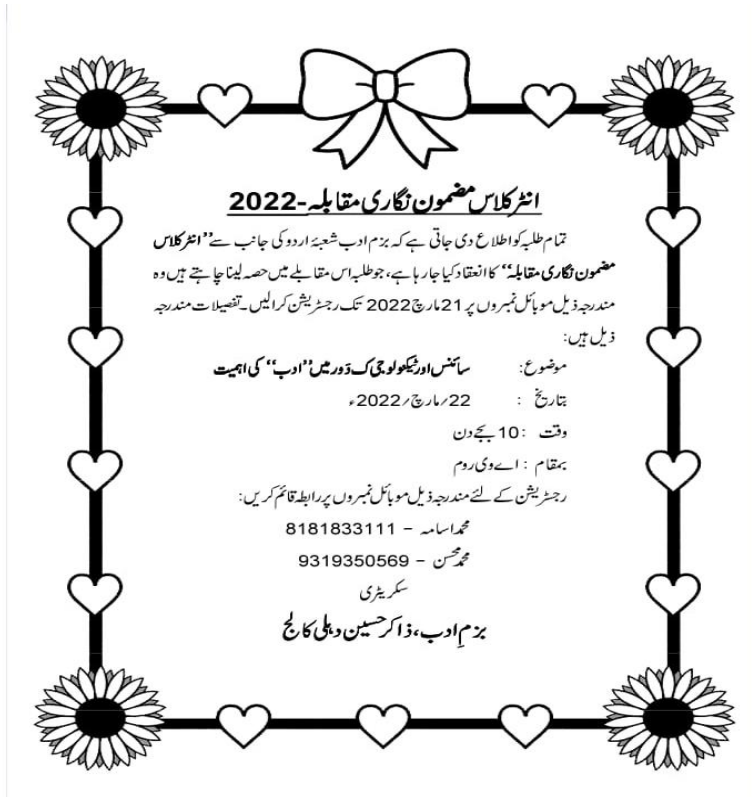 انٹر کلاس مضمون نگاری مقابلہ-2022
تمام طلبہ کو اطلاع دی جاتی ہے کہ بزم ادب شعبۂ اردو کی جانب سے ’’انٹر کلاس
مضمون نگاری مقابلہ‘‘ کا انعقاد کیا جا رہا ہے، جو طلبہ اس مقابلے میں حصہ لینا چاہتے ہیں وہ
مندرجہ ذیل موبائل نمبروں پر 21 مارچ 2022 تک رجسٹریشن کرا لیں۔ تفصیلات مندرجہ
ذیل ہیں:
موضوع: سائنس اور ٹیکنولوجی ک دَور میں ’’ادب‘‘ کی اہمیت
بتاریخ : 22؍مارچ؍2022ء
وقت :10 بجے دن
بمقام : اے وی روم
رجسٹریشن کے لئے مندرجہ ذیل موبائل نمبروں پر رابطہ قائم کریں:
محمد اسامہ – 8181833111
محمد محسن – 9319350569
سکریٹری
بزمِ ادب، ذاکر حسین دہلی کالج